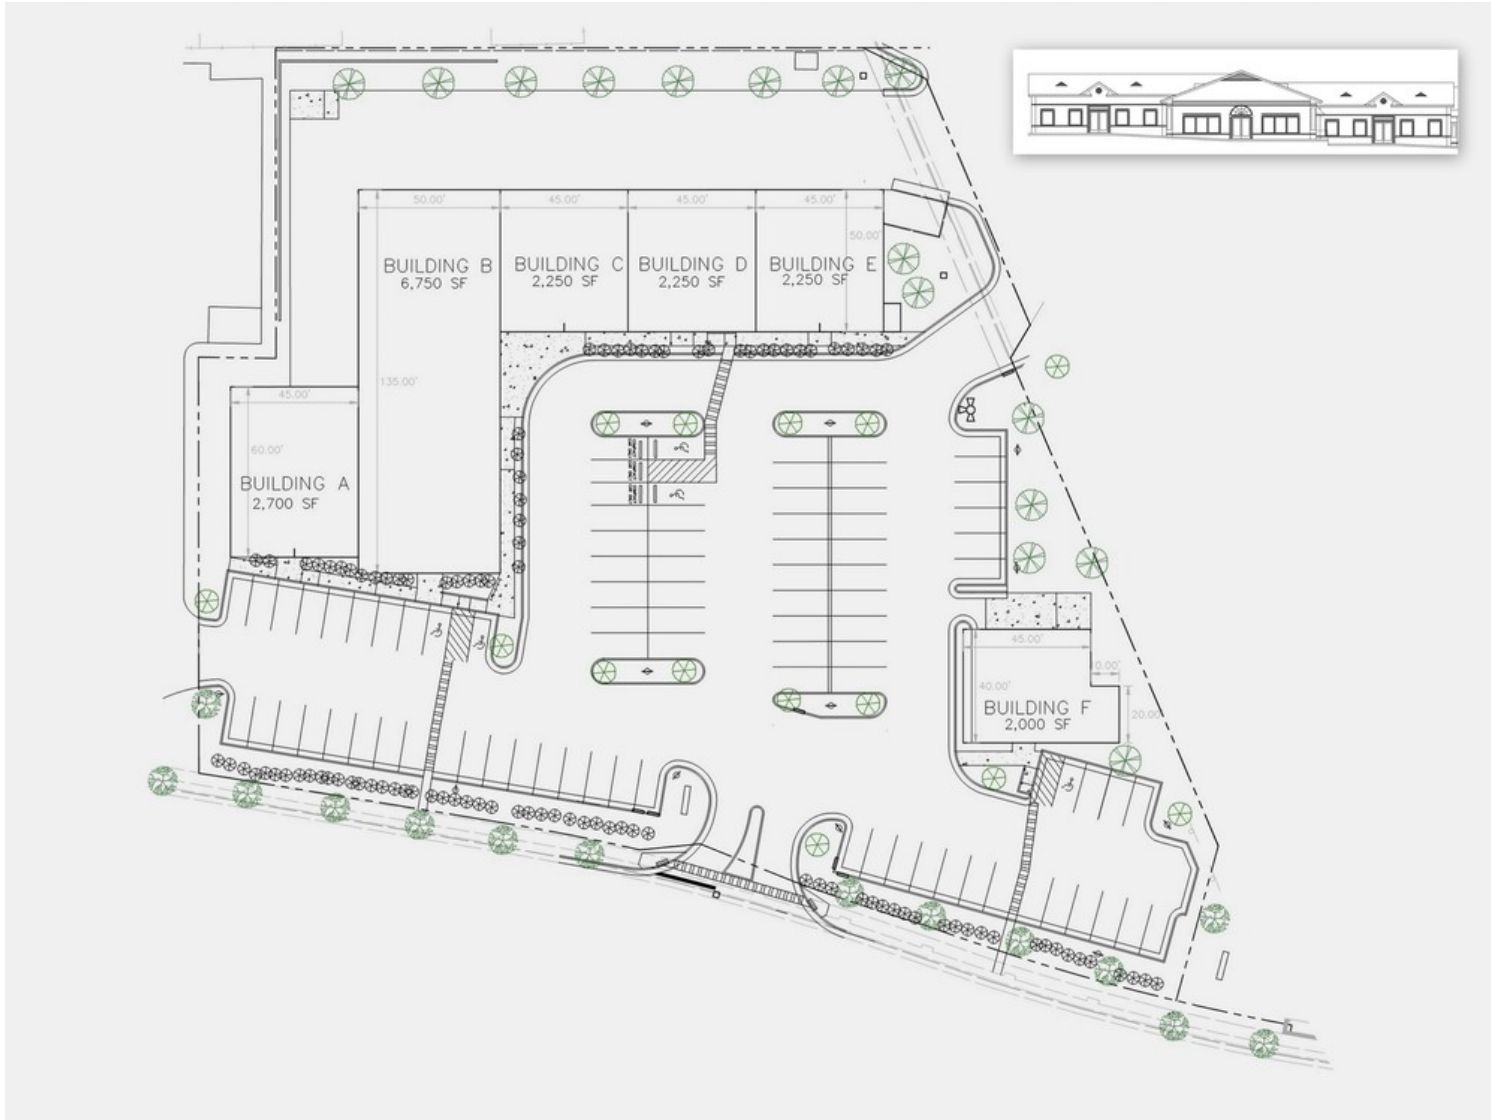 50.00'
45.00'
45.00'
45.00'
50.00'
BUILDING B
6,750 SF
BUILDING C
2,250 SF
BUILDING D
2,250 SF
BUILDING E
2,250 SF
135.00'
45.00'
60.00'
BUILDING A
2,700 SF
45.00'
40.00'
20.00'
BUILDING F
2,000 SF